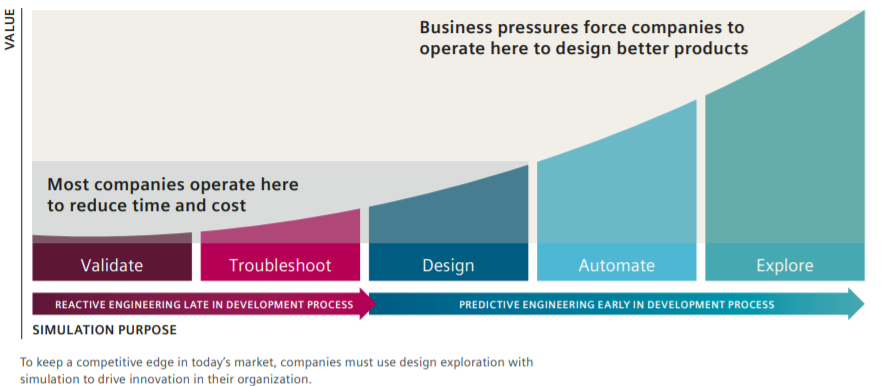 VALUE
Business pressures force companies to
operate here to design better products
Most companies operate here
to reduce time and cost
Validate
Troubleshoot
Design
Automate
Explore
REACTIVE ENGINEERING LATE IN DEVELOPMENT PROCESS
PREDICTIVE ENGINEERING EARLY IN DEVELOPMENT PROCESS
SIMULATION PURPOSE
To keep a competitive edge in today’s market, companies must use design exploration with
simulation to drive innovation in their organization.